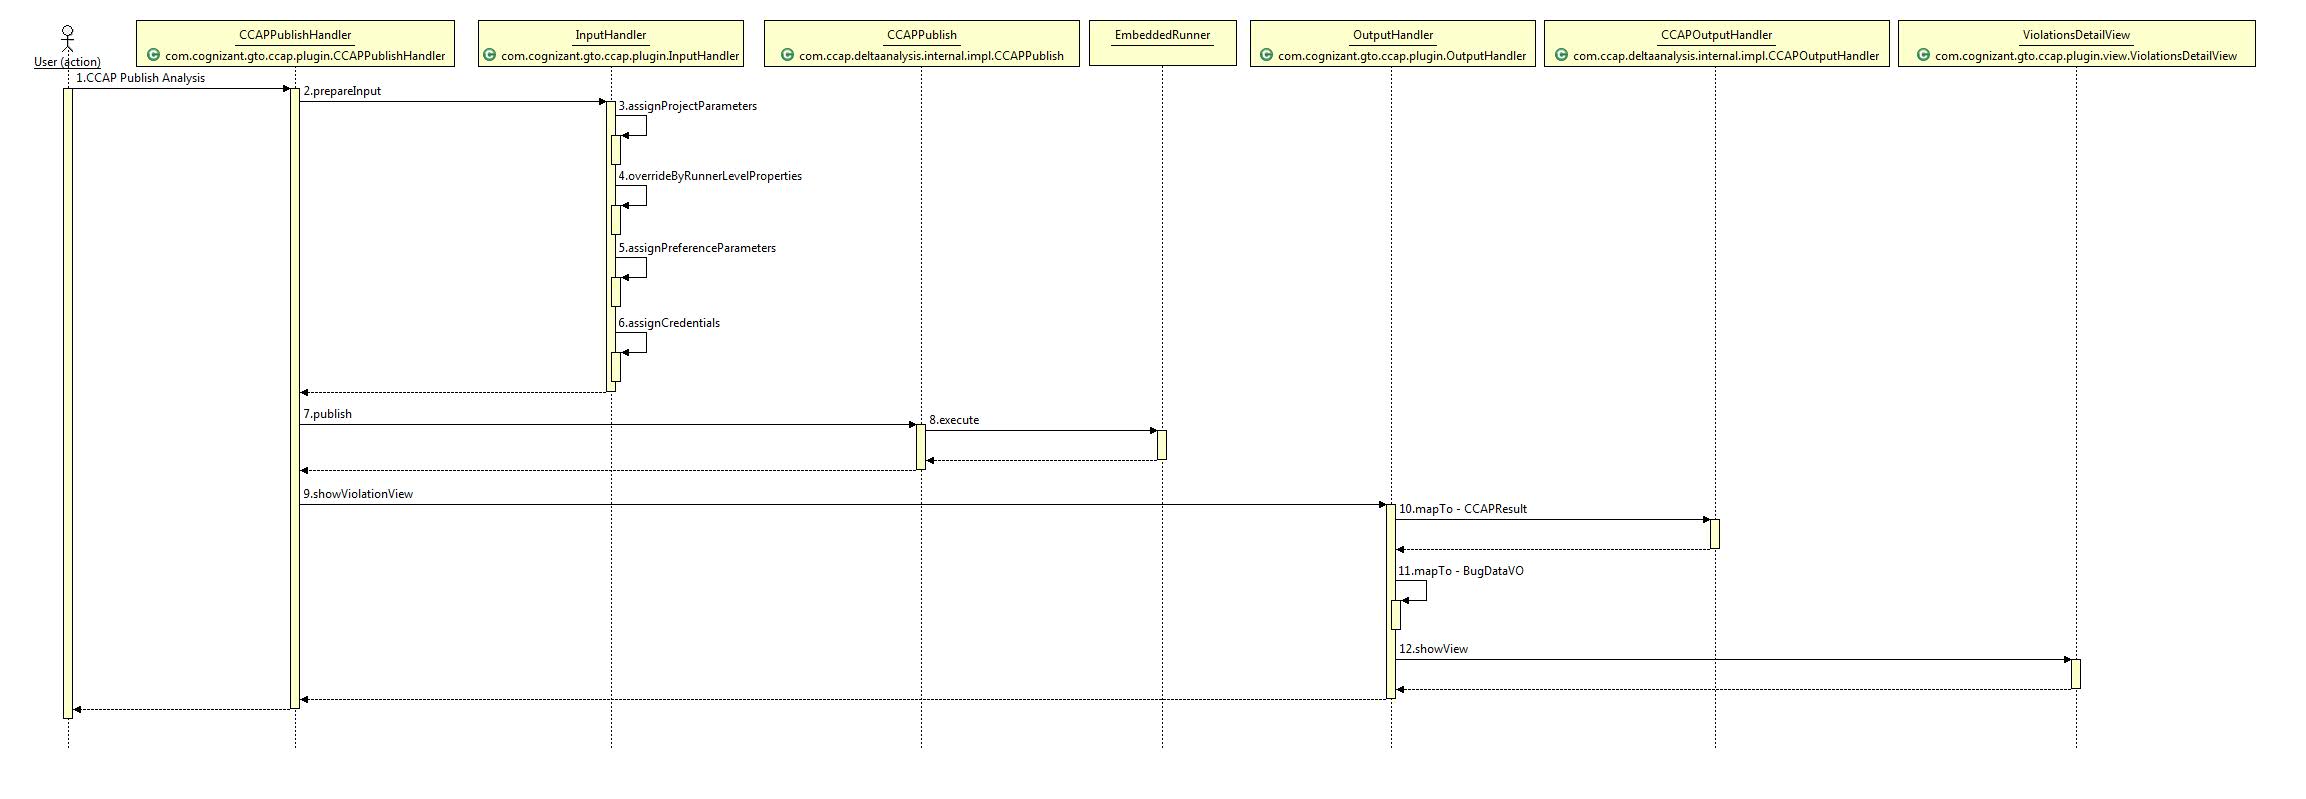 User (action)
CCAPPublishHandler
com.cognizant.gto.ccap.plugin.CCAPPublishHandler
InputHandler
com.cognizant.gto.ccap.plugin.InputHandler
CCAPPublish
com.ccap.deltaanalysis.internal.impl.CCAPPublish
EmbeddedRunner
OutputHandler
com.cognizant.gto.ccap.plugin.OutputHandler
CCAPOutputHandler
com.ccap.deltaanalysis.internal.impl.CCAPOutputHandler
ViolationsDetailView
com.cognizant.gto.ccap.plugin.view.ViolationsDetailView
1.CCAP Publish Analysis
2.prepareInput
3.assignProjectParameters
4.overrideByRunnerLevelProperties
5.assignPreferenceParameters
6.assignCredentials
7.publish
8.execute
9.showViolationView
10.mapTo - CCAPResult
11.mapTo - BugDataVO
12.showView